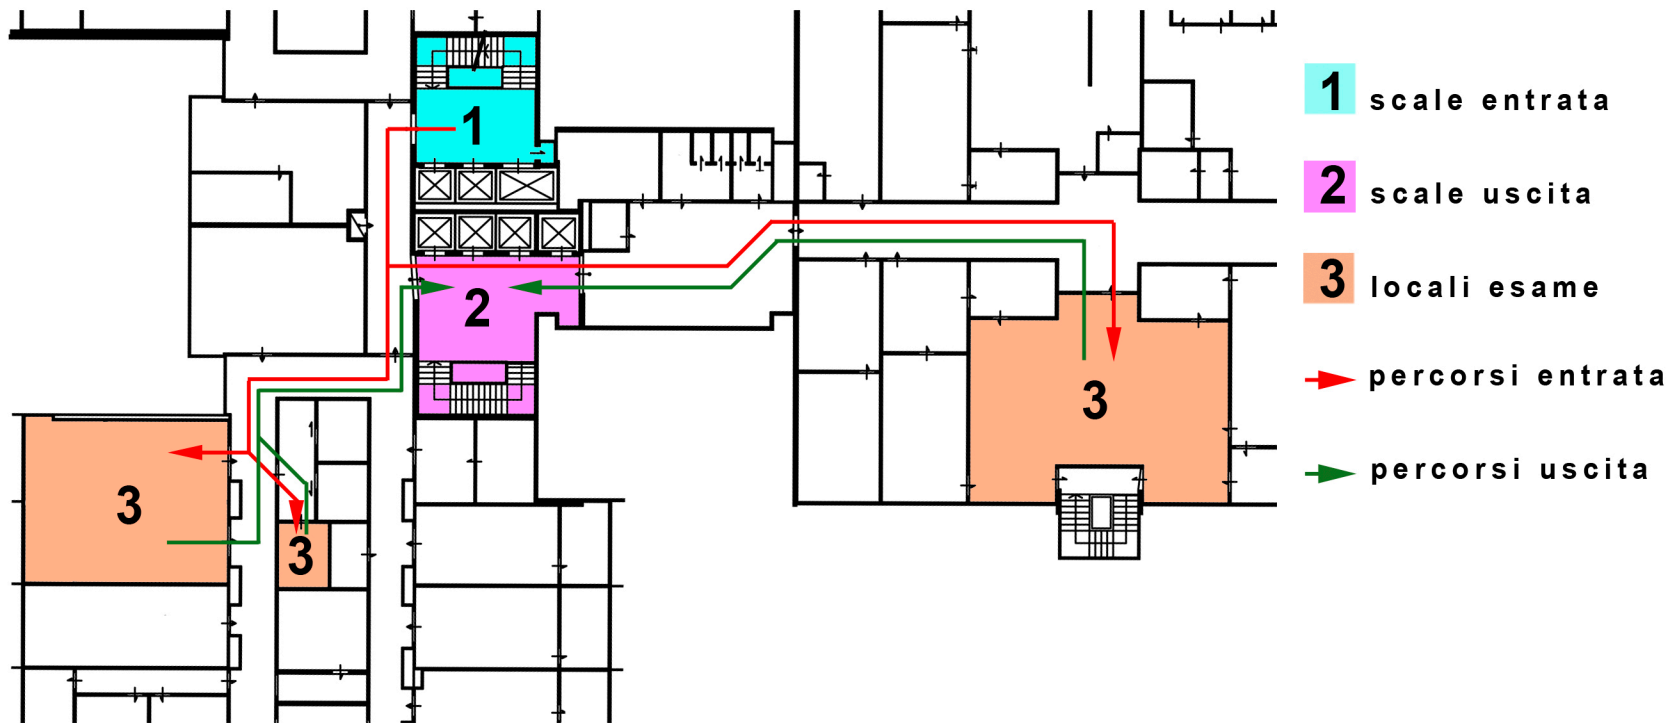 1 scale entrata
2 scale uscita
3 locali esame
percorsi entrata
percorsi uscita
1
2
3
3
3